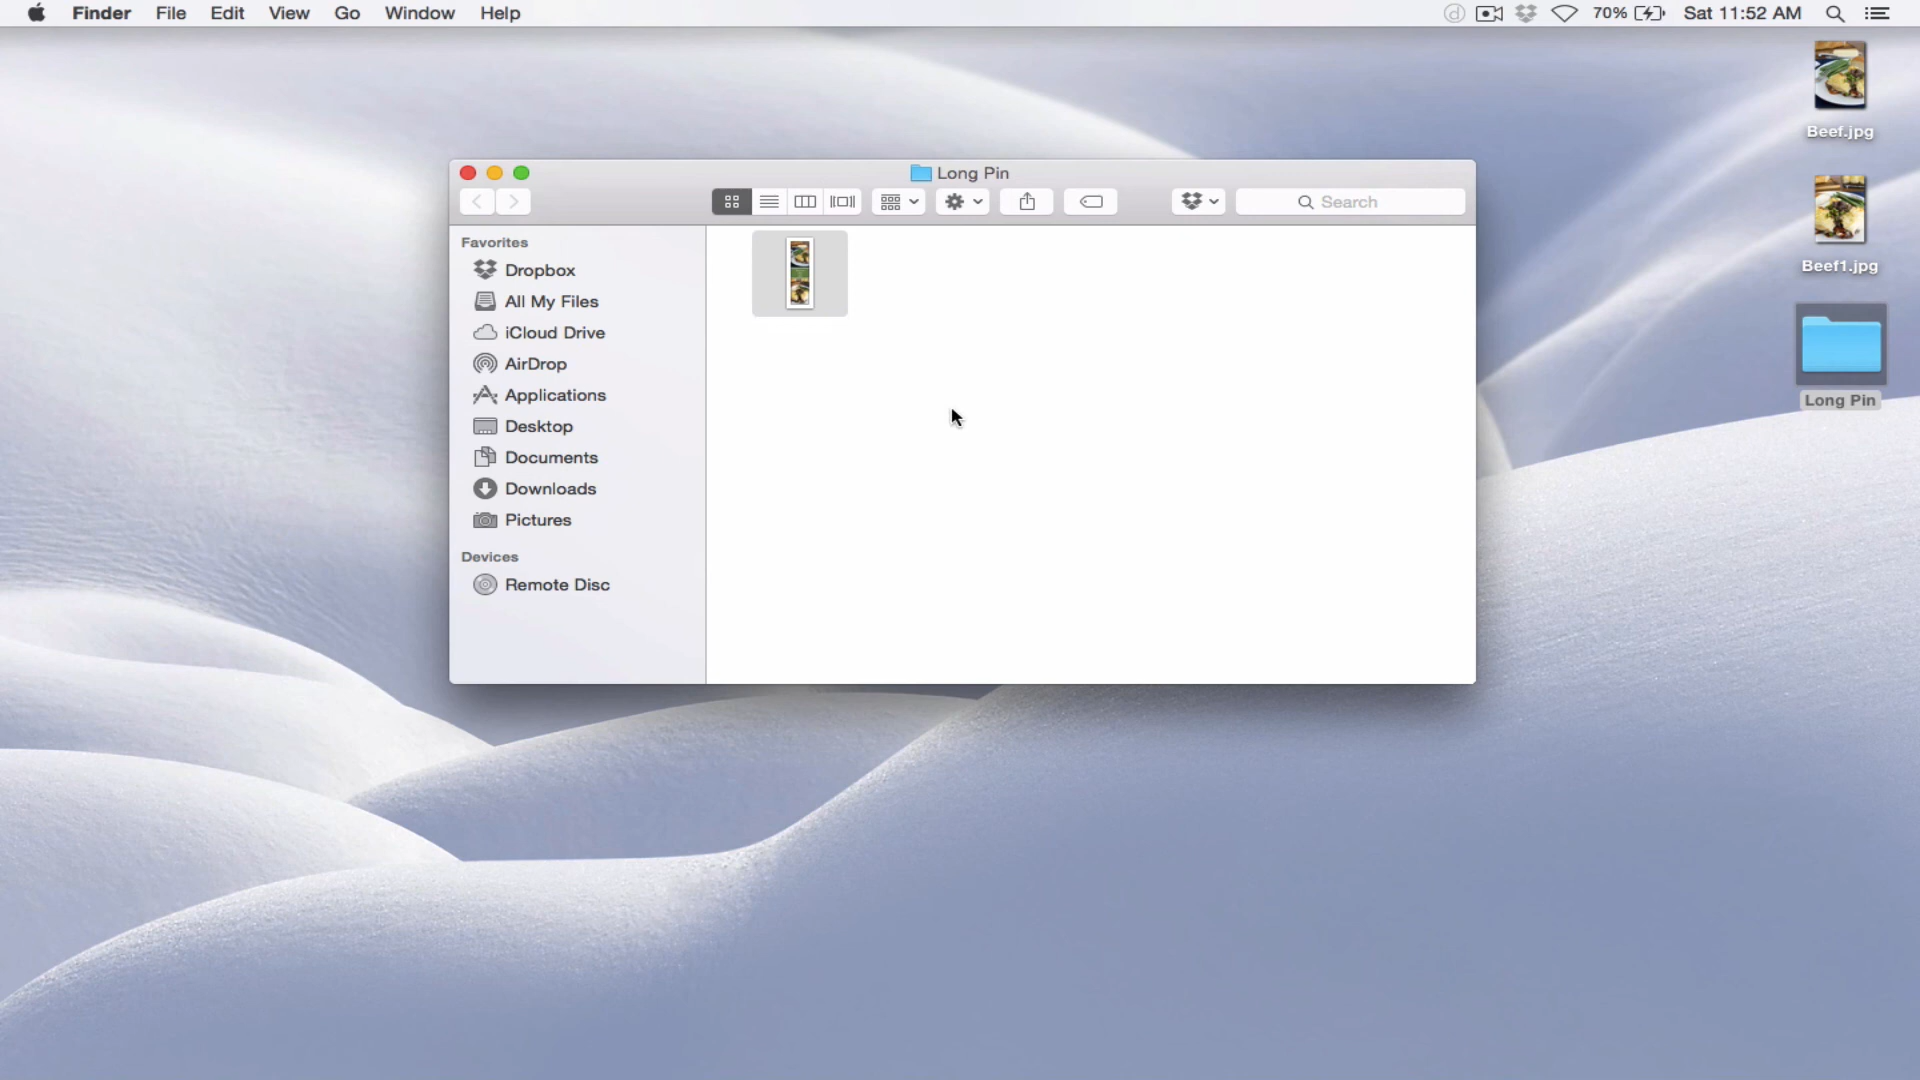 Finder File Edit View Go Window Help 70% Sat 11:52 AM
Long Pin
Search
Favorites
Dropbox
All My Files
iCloud Drive
AirDrop
Applications
Desktop
Documents
Downloads
Pictures
Devices
Remote Disc
Beef.jpg
Beef1.jpg
Long Pin